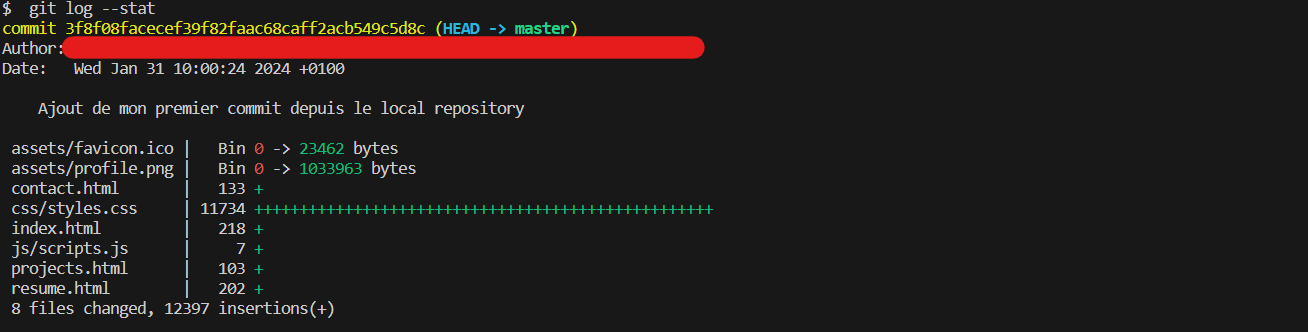 $  git log --stat
commit 3f8f08facecef39f82faac68caff2acb549c5d8c (HEAD -> master)
Author:
Date:   Wed Jan 31 10:00:24 2024 +0100
Ajout de mon premier commit depuis le local repository
assets/favicon.ico |   Bin 0 -> 23462 bytes
assets/profile.png |   Bin 0 -> 1033963 bytes
contact.html       |   133 +
css/styles.css     | 11734 +++++++++++++++++++++++++++++++++++++++++++++++++++
index.html         |   218 +
js/scripts.js      |     7 +
projects.html      |   103 +
resume.html        |   202 +
8 files changed, 12397 insertions(+)